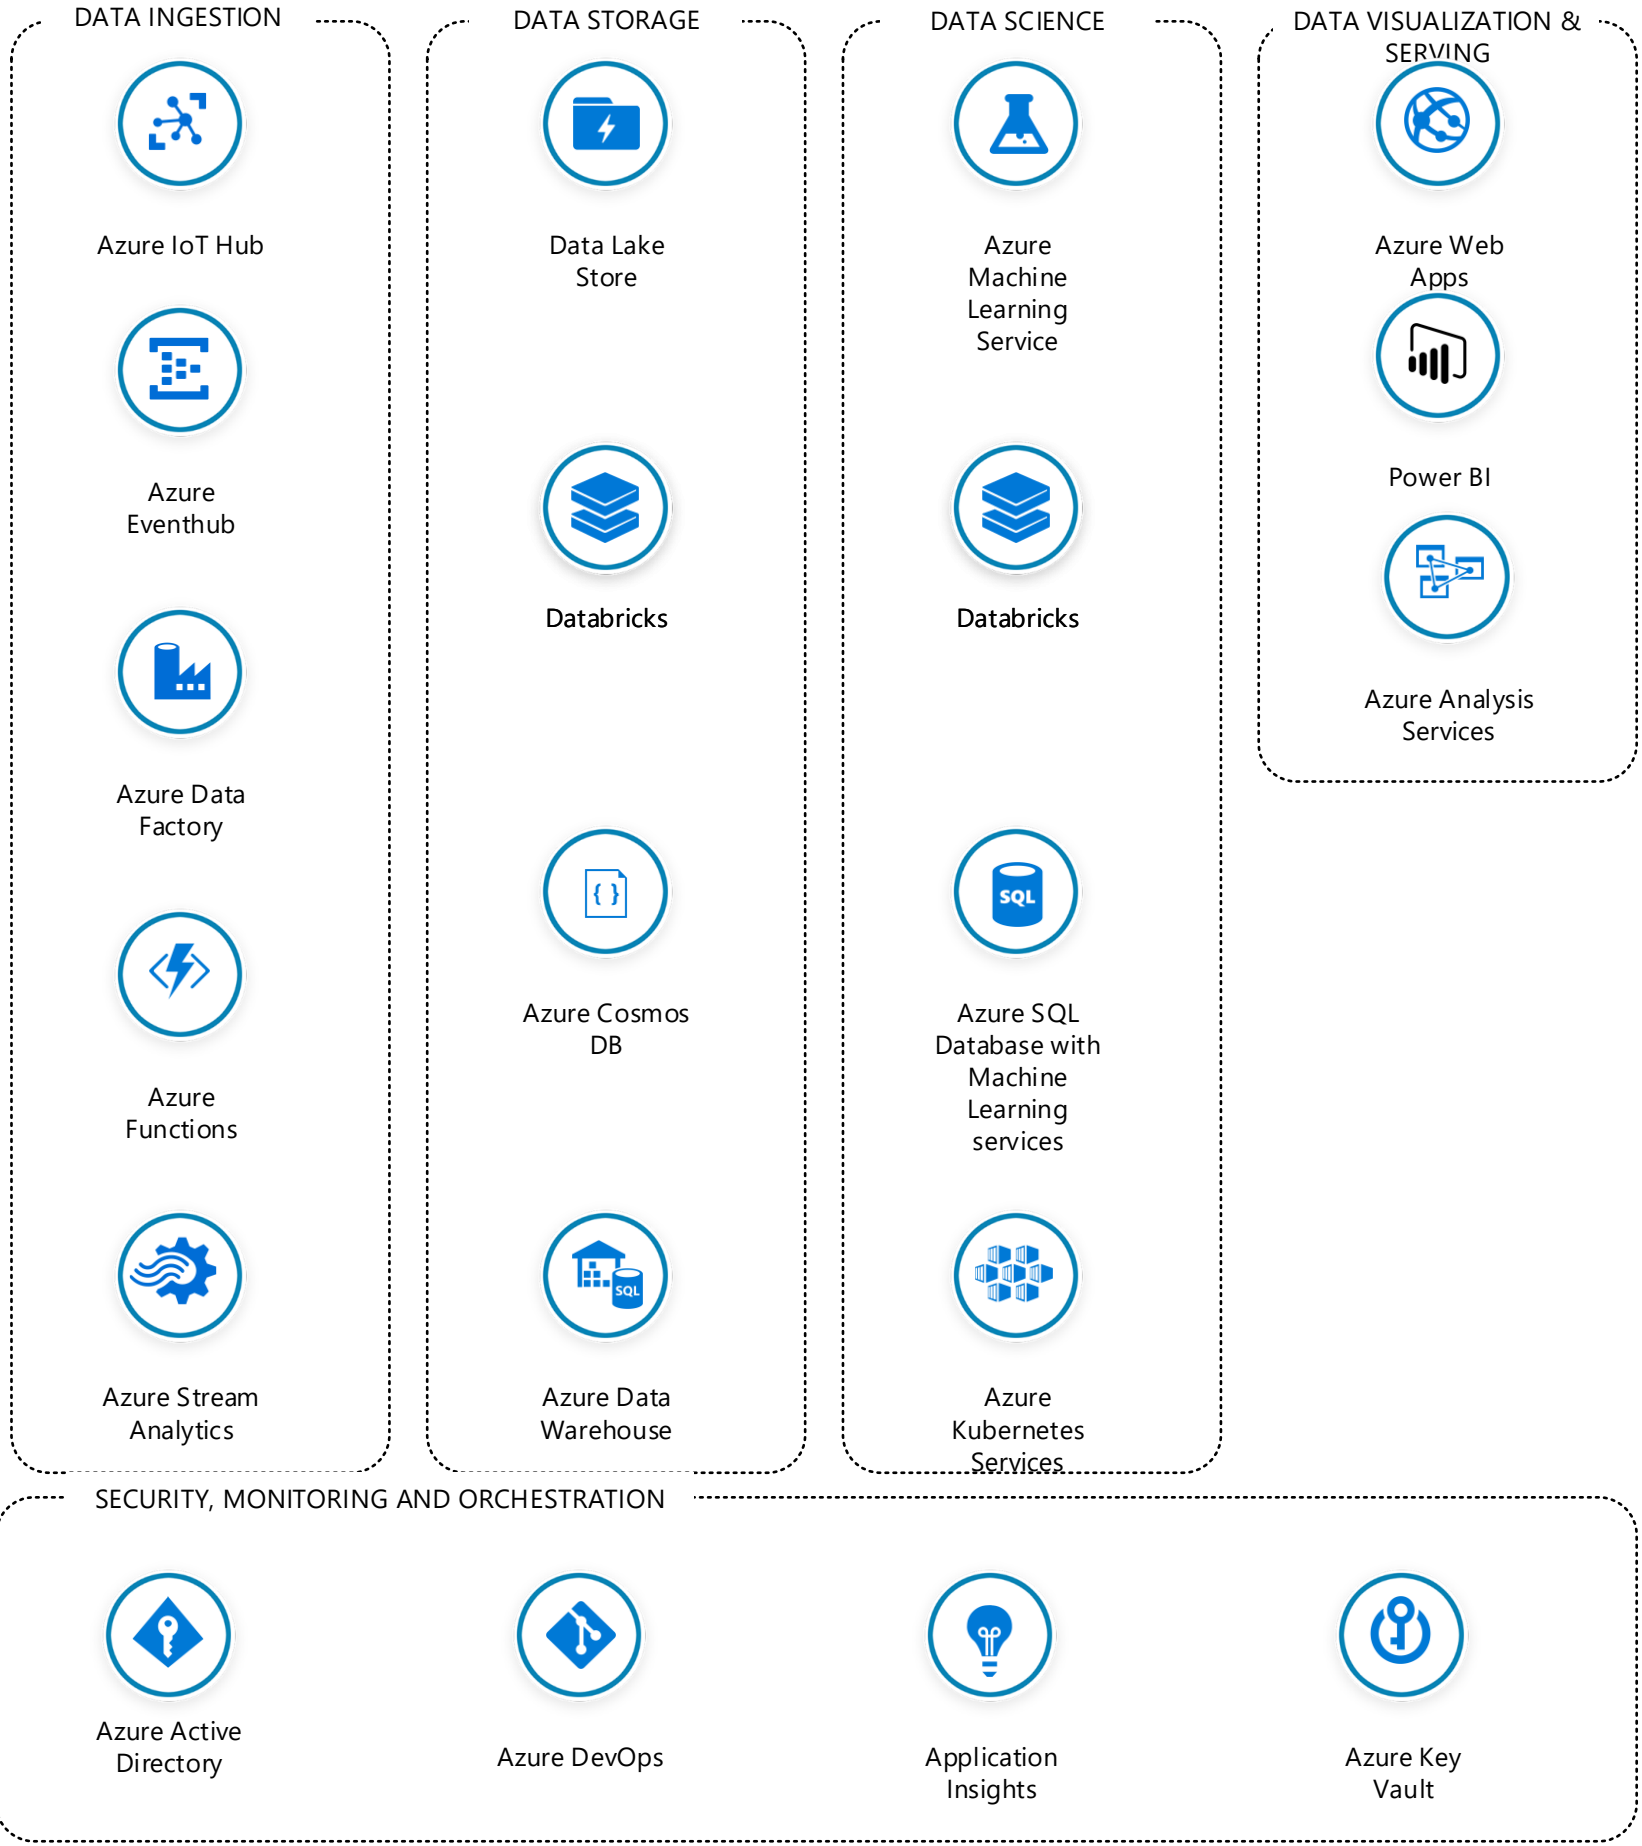 DATA INGESTION
Azure IoT Hub
Azure
Eventhub
Azure Data
Factory
Azure
Functions
Azure Stream
Analytics
DATA STORAGE
Data Lake
Store
Databricks
Azure Cosmos
DB
Azure Data
Warehouse
SQL
DATA SCIENCE
Azure
Machine
Learning
Service
Databricks
SQL
Azure SQL
Database with
Machine
Learning
services
Azure
Kubernetes
Services
DATA VISUALIZATION &
SERVING
Azure Web
Apps
Power BI
Azure Analysis
Services
SECURITY, MONITORING AND ORCHESTRATION
Azure Active
Directory
Azure DevOps
Application
Insights
Azure Key
Vault